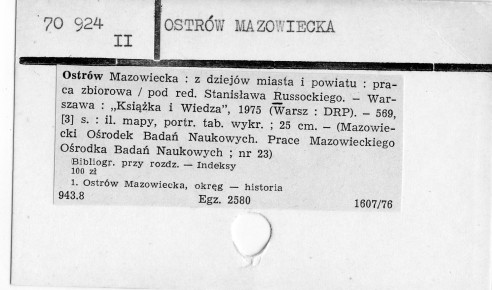 70 924
II
OSTRÓW MAZOWIECKA
Ostrów Mazowiecka : z dziejów miasta i powiatu : pra-
ca zbiorowa / pod red. Stanisława Russockiego. – War-
szawa : „Książka i Wiedza”, 1975 (Warsz : DRP). – 569,
[3] s. : il. mapy, portr. tab. wykr. ; 25 cm. – (Mazowie-
cki Ośrodek Badań Naukowych. Prace Mazowieckiego
Ośrodka Badań Naukowych ; nr 23)
Bibliogr. przy rozdz. — Indeksy
100 zł
1. Ostrów Mazowiecka, okręg — historia
943.8 Egz. 2580 1607/76